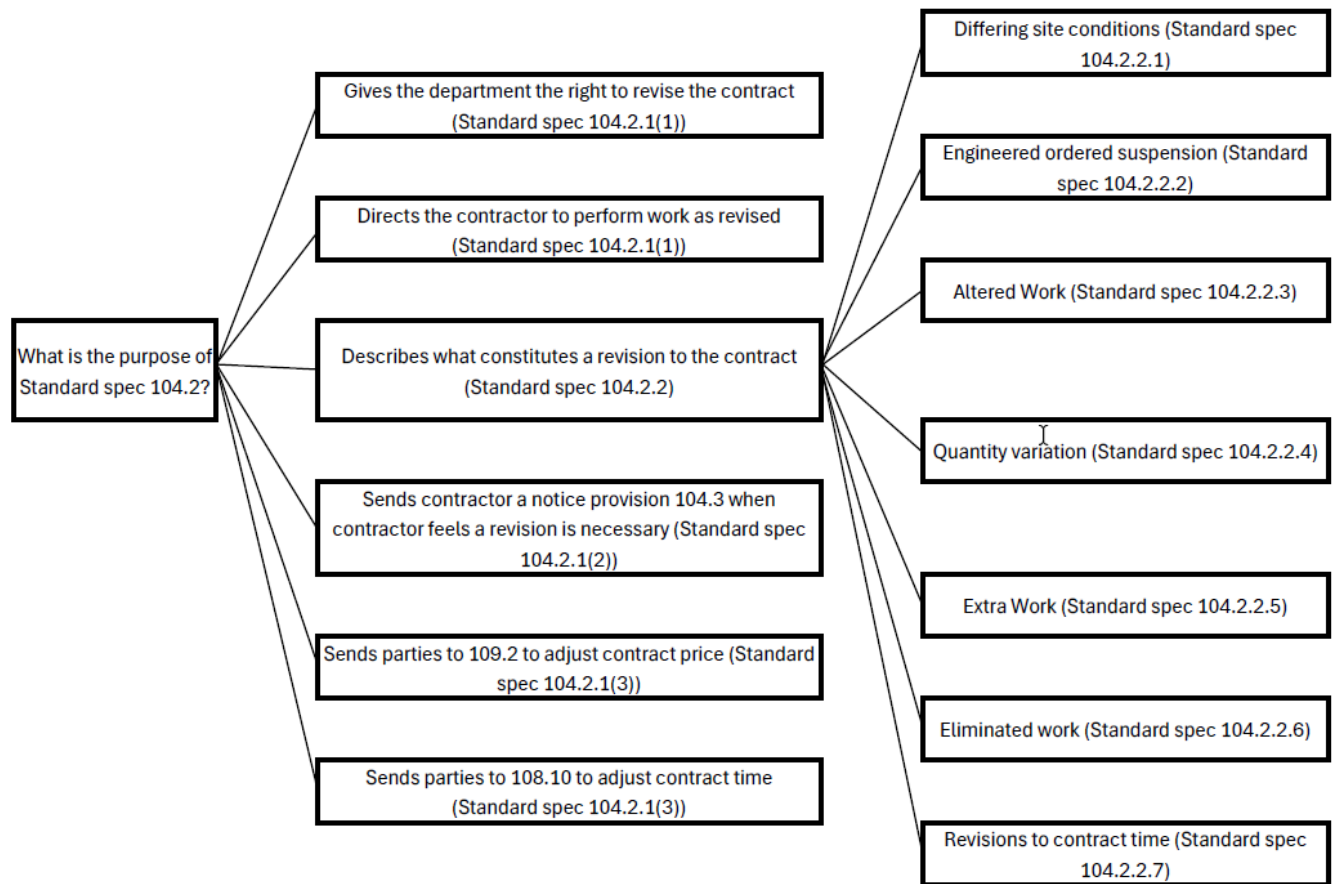 What is the purpose of
Standard spec 104.2?
Gives the department the right to revise the contract
(Standard spec 104.2.1(1))
Directs the contractor to perform work as revised
(Standard spec 104.2.1(1))
Describes what constitutes a revision to the contract
(Standard spec 104.2.2)
Sends contractor a notice provision 104.3 when
contractor feels a revision is necessary (Standard spec
104.2.1(2))
Sends parties to 109.2 to adjust contract price (Standard
spec 104.2.1(3))
Sends parties to 108.10 to adjust contract time
(Standard spec 104.2.1(3))
Differing site conditions (Standard spec
104.2.2.1)
Engineered ordered suspension (Standard
spec 104.2.2.2)
Altered Work (Standard spec 104.2.2.3)
Quantity variation (Standard spec 104.2.2.4)
Extra Work (Standard spec 104.2.2.5)
Eliminated work (Standard spec 104.2.2.6)
Revisions to contract time (Standard spec
104.2.2.7)